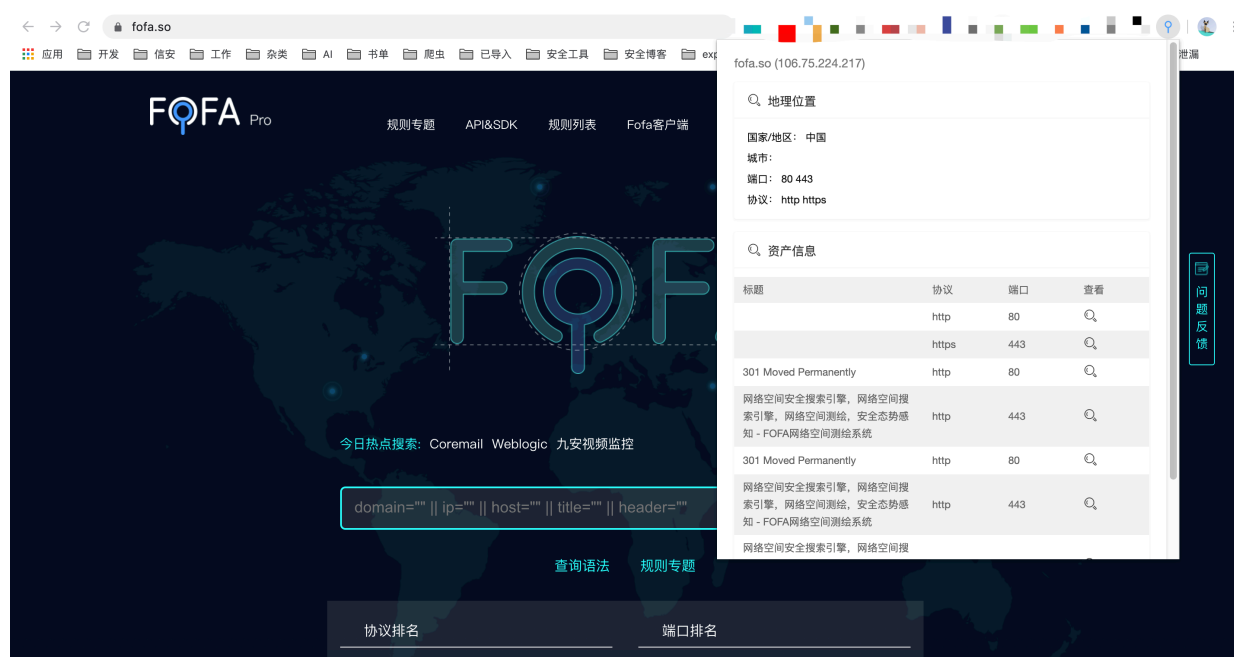 fofa.so
应用 开发 信安 工作 杂类 AI 书单 爬虫 已导入 安全工具 安全博客 exp 泄漏
FOFA Pro
规则专题 API&SDK 规则列表 Fofa客户端
今日热点搜索: Coremail Weblogic 九安视频监控
domain="" || ip="" || host="" || title="" || header=""
查询语法 规则专题
协议排名 端口排名
fofa.so (106.75.224.217)
地理位置
国家/地区： 中国
城市：
端口： 80 443
协议： http https
资产信息
标题 协议 端口 查看
http 80
https 443
301 Moved Permanently http 80
网络空间安全搜索引擎，网络空间搜
索引擎，网络空间测绘，安全态势感 http 443
知 - FOFA网络空间测绘系统
301 Moved Permanently http 80
网络空间安全搜索引擎，网络空间搜
索引擎，网络空间测绘，安全态势感 http 443
知 - FOFA网络空间测绘系统
网络空间安全搜索引擎，网络空间搜
问
题
反
馈